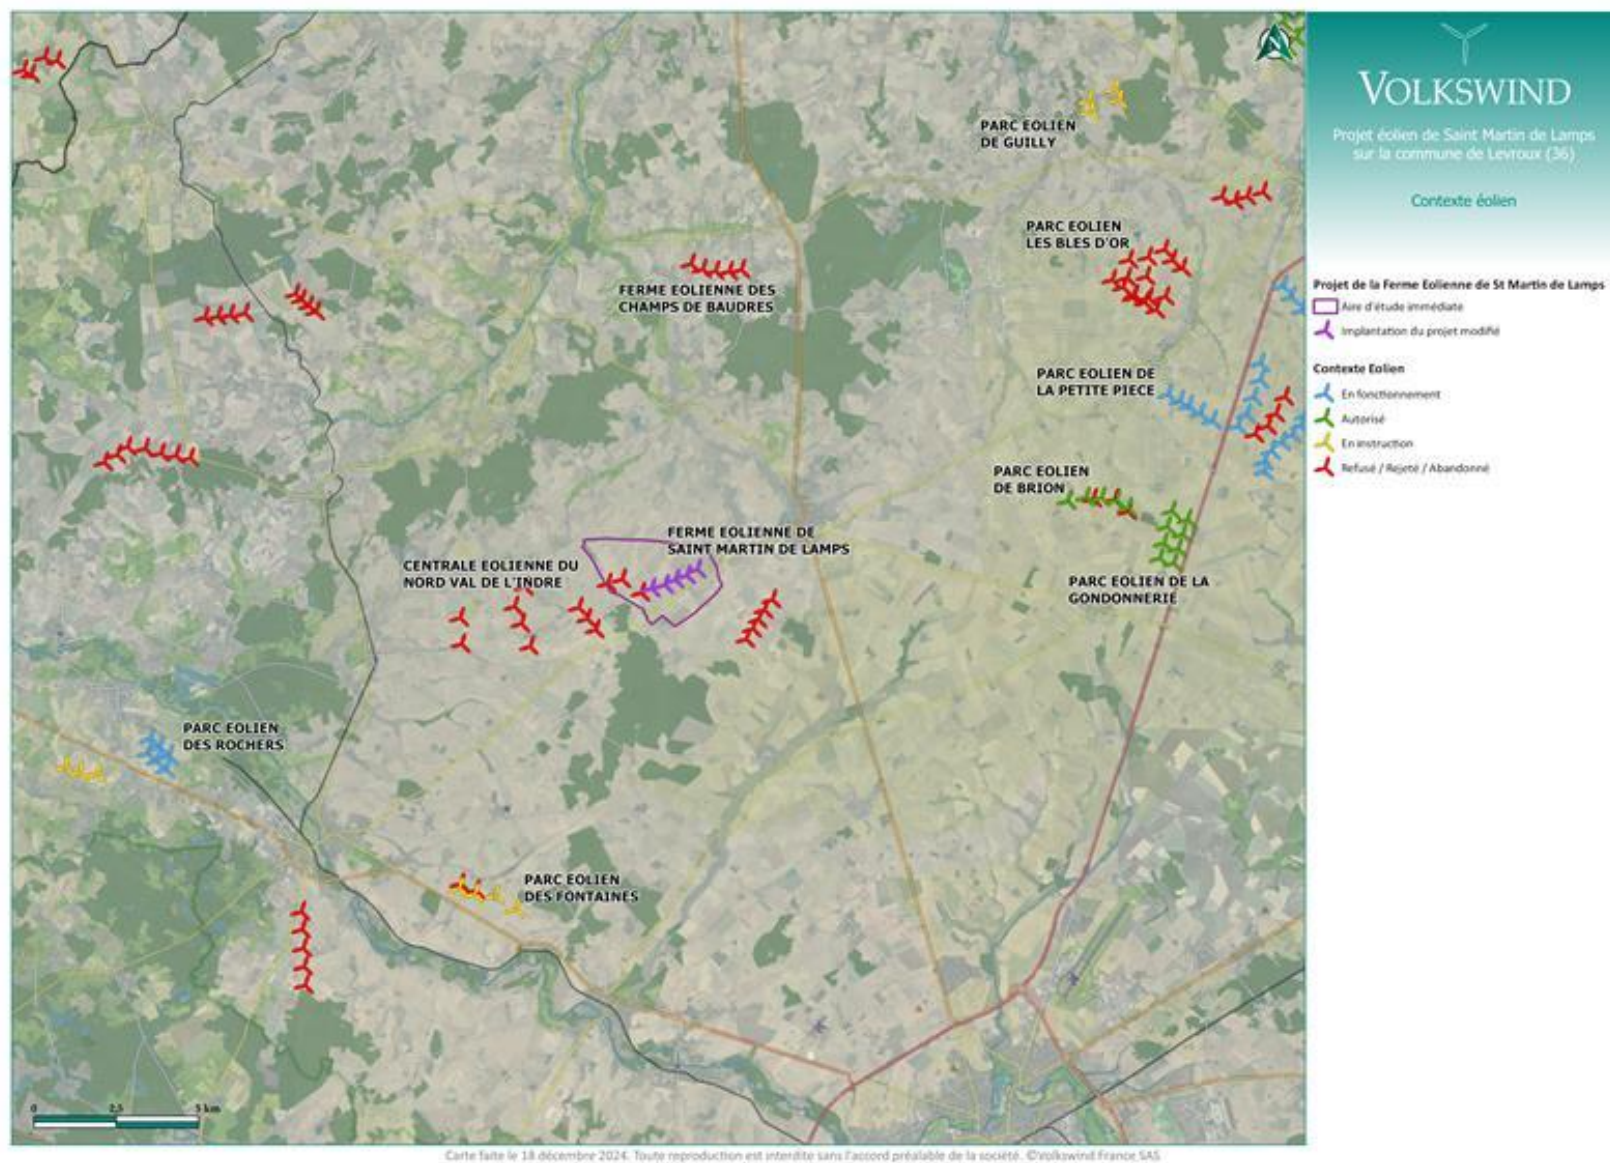 N
PARC EOLIEN
DE GUILLY
PARC EOLIEN
LES BLES D'OR
FERME EOLIENNE DES
CHAMPS DE BAUDRES
PARC EOLIEN DE
LA PETITE PIECE
PARC EOLIEN
DE BRION
FERME EOLIENNE DE
SAINT MARTIN DE LAMPS
CENTRALE EOLIENNE DU
NORD VAL DE L'INDRE
PARC EOLIEN DE LA
GONDONNERIE
PARC EOLIEN
DES ROCHERS
PARC EOLIEN
DES FONTAINES
0 2,5 5 km
VOLKSWIND
Projet éolien de Saint Martin de Lamps
sur la commune de Levroux (36)
Contexte éolien
Projet de la Ferme Eolienne de St Martin de Lamps
Aire d'étude immédiate
Implantation du projet modifié
Contexte Eolien
En fonctionnement
Autorisé
En instruction
Refusé / Rejeté / Abandonné
Carte faite le 18 décembre 2024. Toute reproduction est interdite sans l'accord préalable de la société. ©Volkswind France SAS